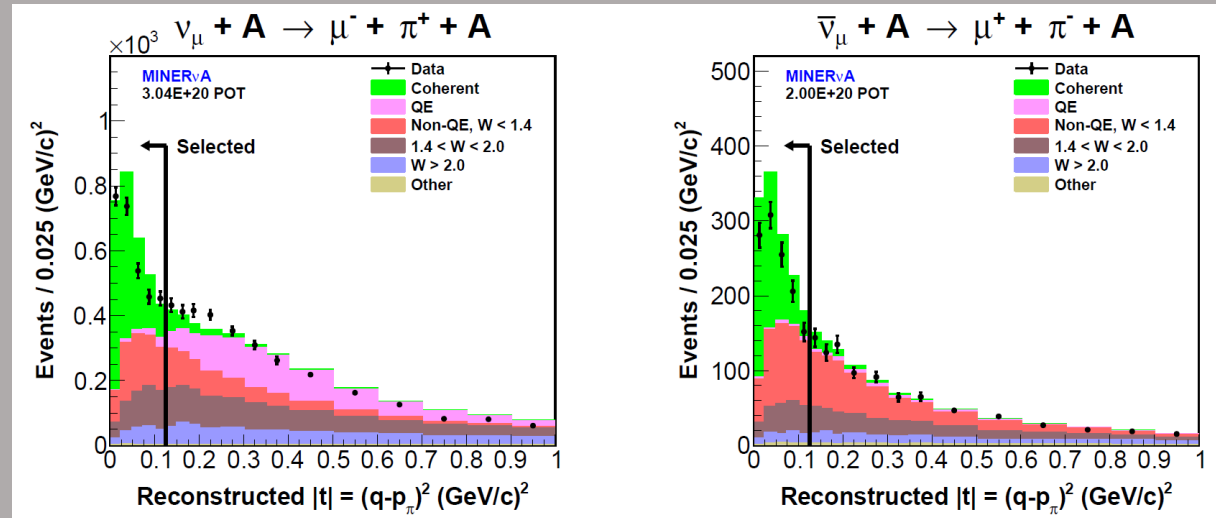 νμ + A → μ- + π+ + A
×10³
MINERνA
3.04E+20 POT
Data
Coherent
QE
Non-QE, W < 1.4
1.4 < W < 2.0
W > 2.0
Other
Selected
1
0.8
0.6
0.4
0.2
0
0 0.1 0.2 0.3 0.4 0.5 0.6 0.7 0.8 0.9 1
Events / 0.025 (GeV/c)²
Reconstructed |t| = (q-pπ)² (GeV/c)²
ν̅μ + A → μ+ + π- + A
MINERνA
2.00E+20 POT
Data
Coherent
QE
Non-QE, W < 1.4
1.4 < W < 2.0
W > 2.0
Other
Selected
500
400
300
200
100
0
0 0.1 0.2 0.3 0.4 0.5 0.6 0.7 0.8 0.9 1
Events / 0.025 (GeV/c)²
Reconstructed |t| = (q-pπ)² (GeV/c)²